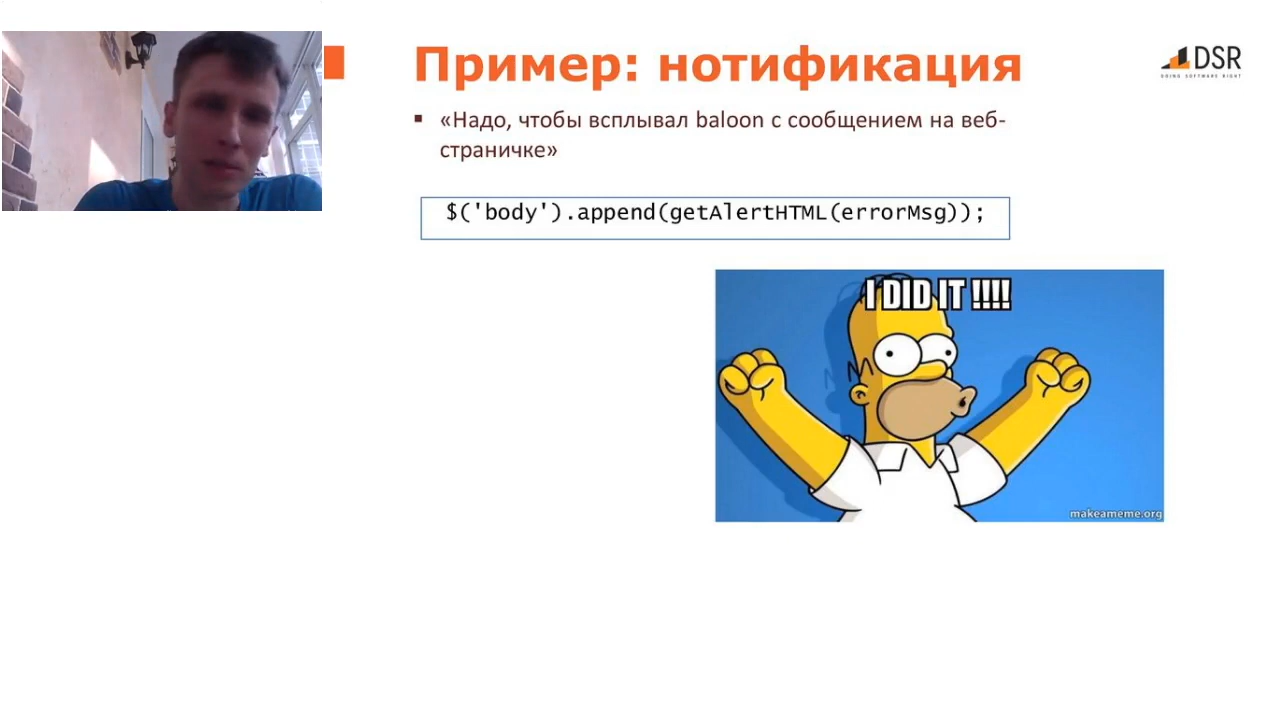 Пример: нотификация
DSR
DOING SOFTWARE RIGHT
▪ «Надо, чтобы всплывал baloon с сообщением на веб-
страничке»
$('body').append(getAlertHTML(errorMsg));
I DID IT !!!!
makeameme.org